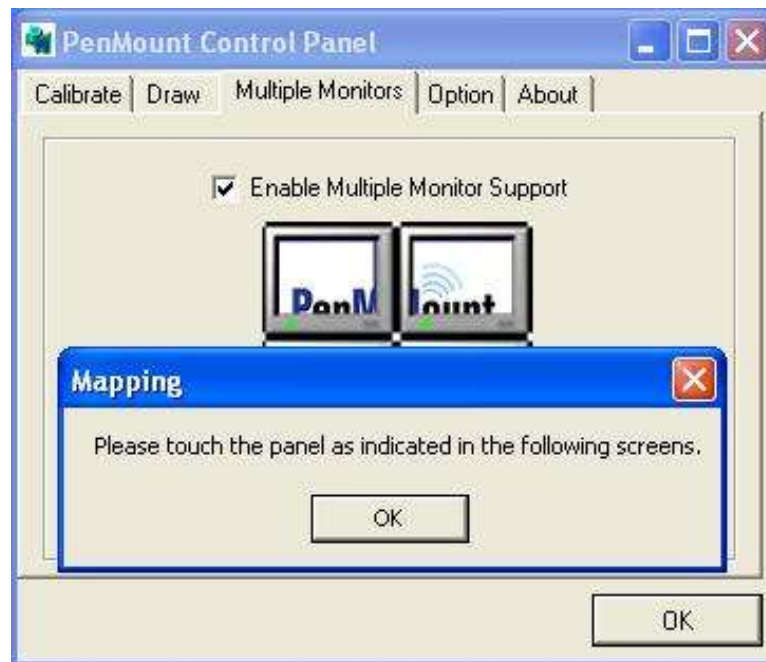 PenMount Control Panel
Calibrate Draw Multiple Monitors Option About
Enable Multiple Monitor Support
PenMount
Mapping
Please touch the panel as indicated in the following screens.
OK
OK